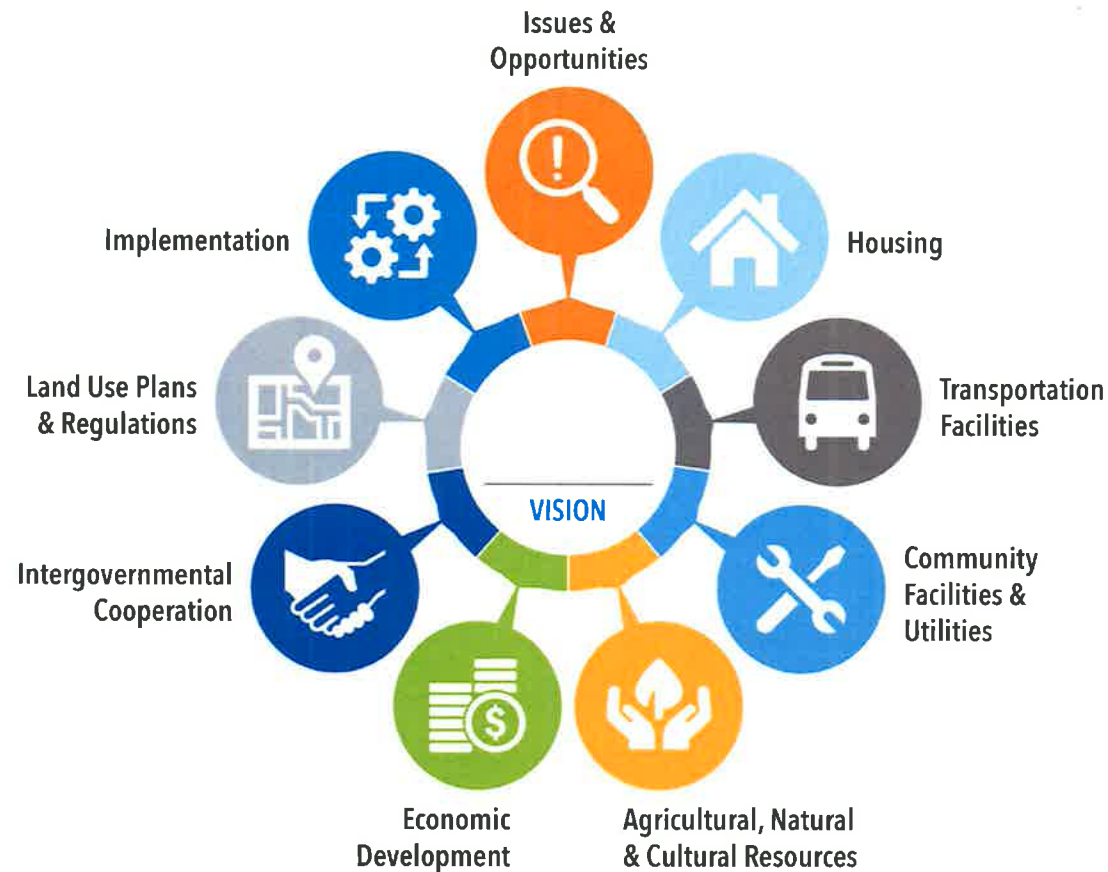 Issues &
Opportunities
Housing
Transportation
Facilities
Community
Facilities &
Utilities
Agricultural, Natural
& Cultural Resources
Economic
Development
$
Intergovernmental
Cooperation
Land Use Plans
& Regulations
Implementation
!
VISION